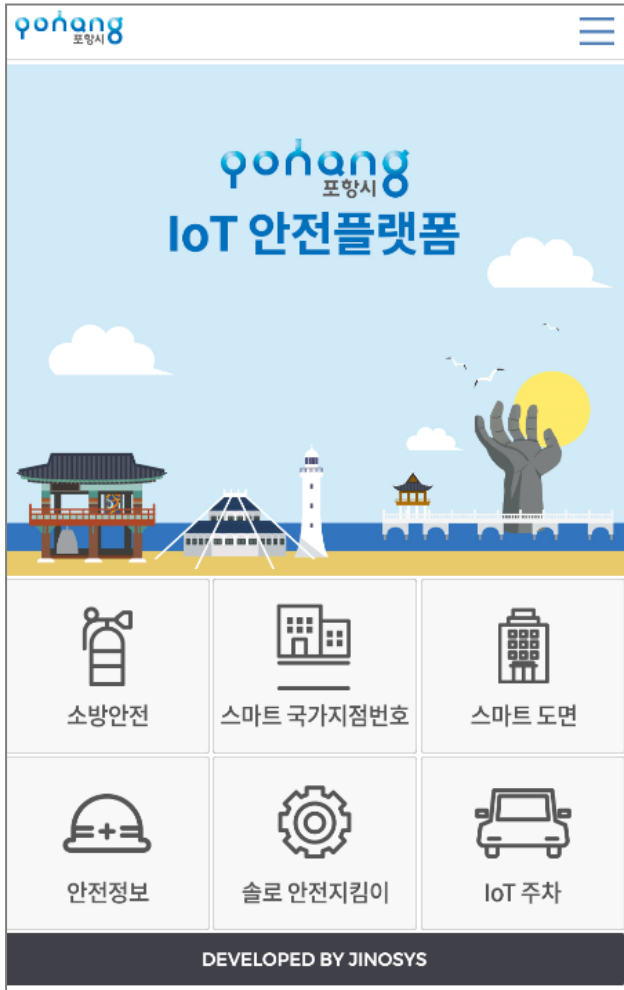 pohang
포항시
pohang
포항시
IoT 안전플랫폼
소방안전
스마트 국가지점번호
스마트 도면
안전정보
솔로 안전지킴이
IoT 주차
DEVELOPED BY JINOSYS